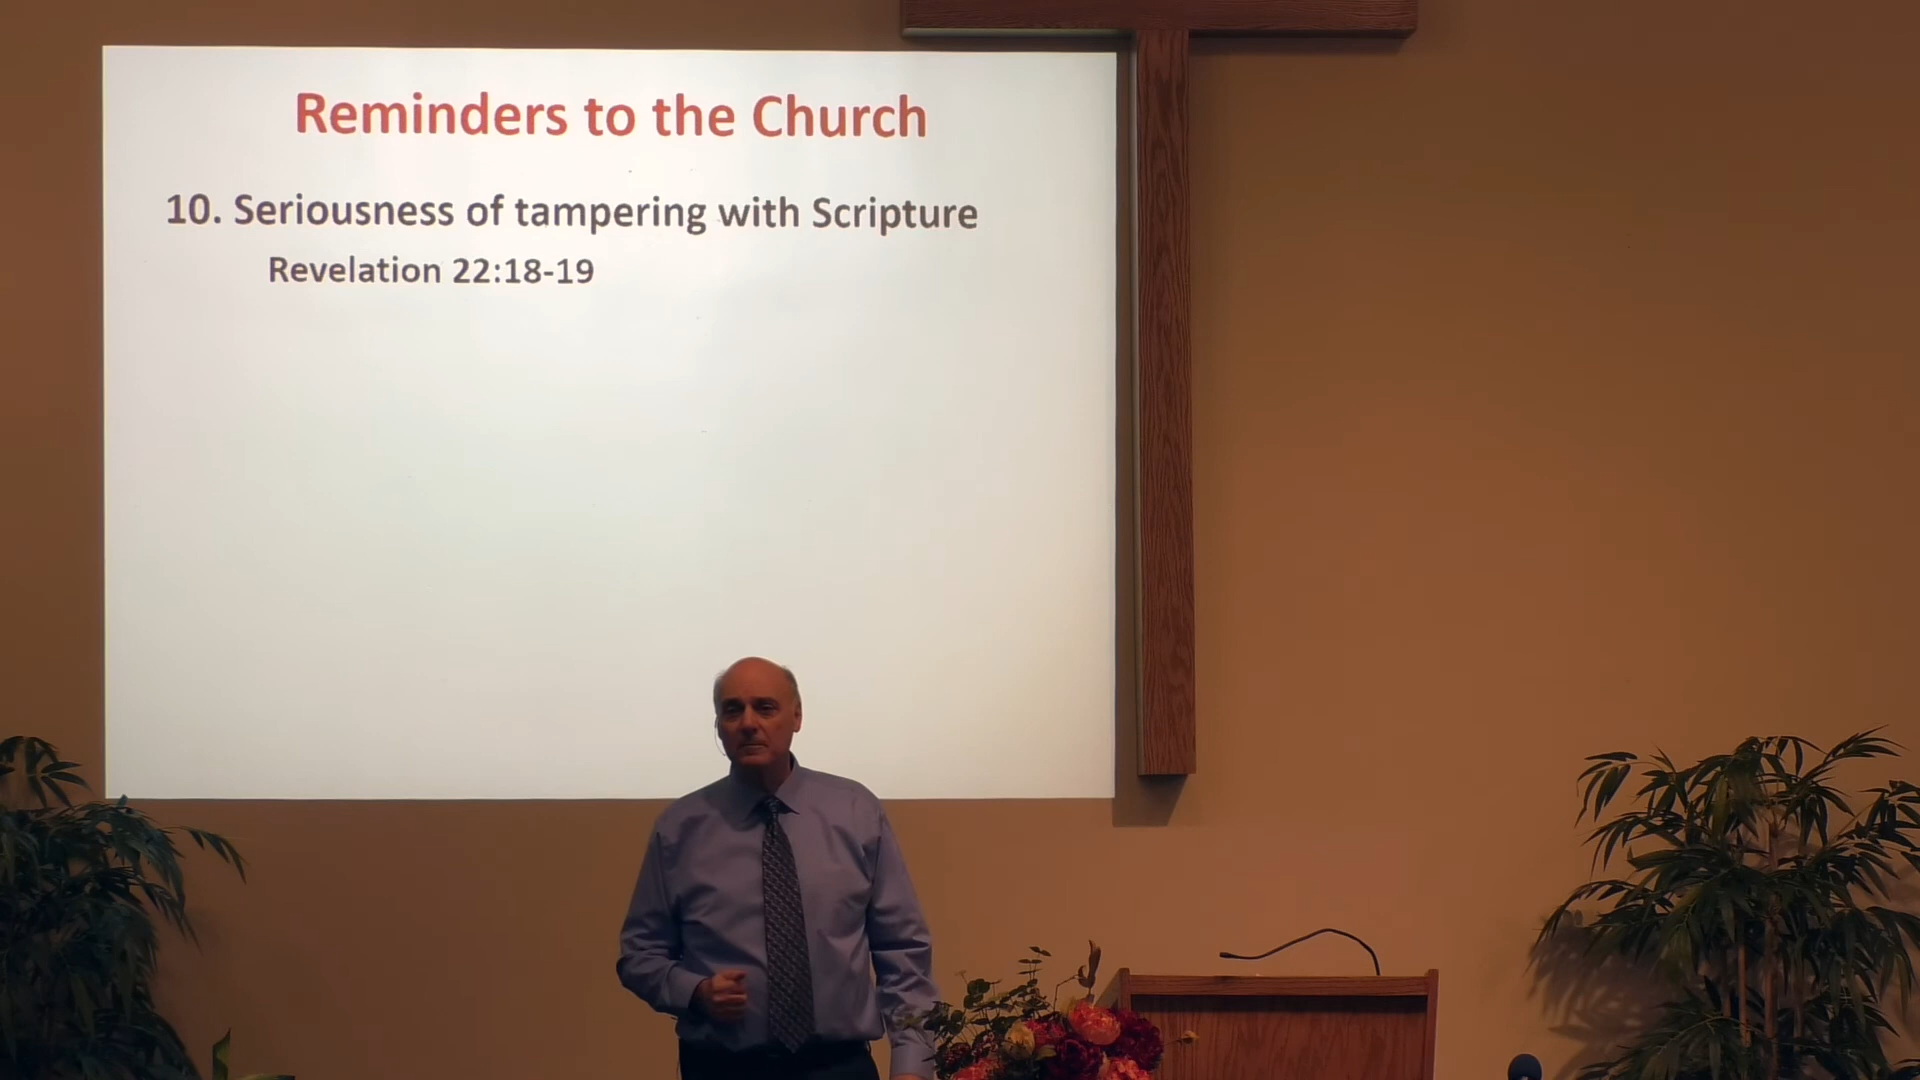 Reminders to the Church
10. Seriousness of tampering with Scripture
Revelation 22:18-19